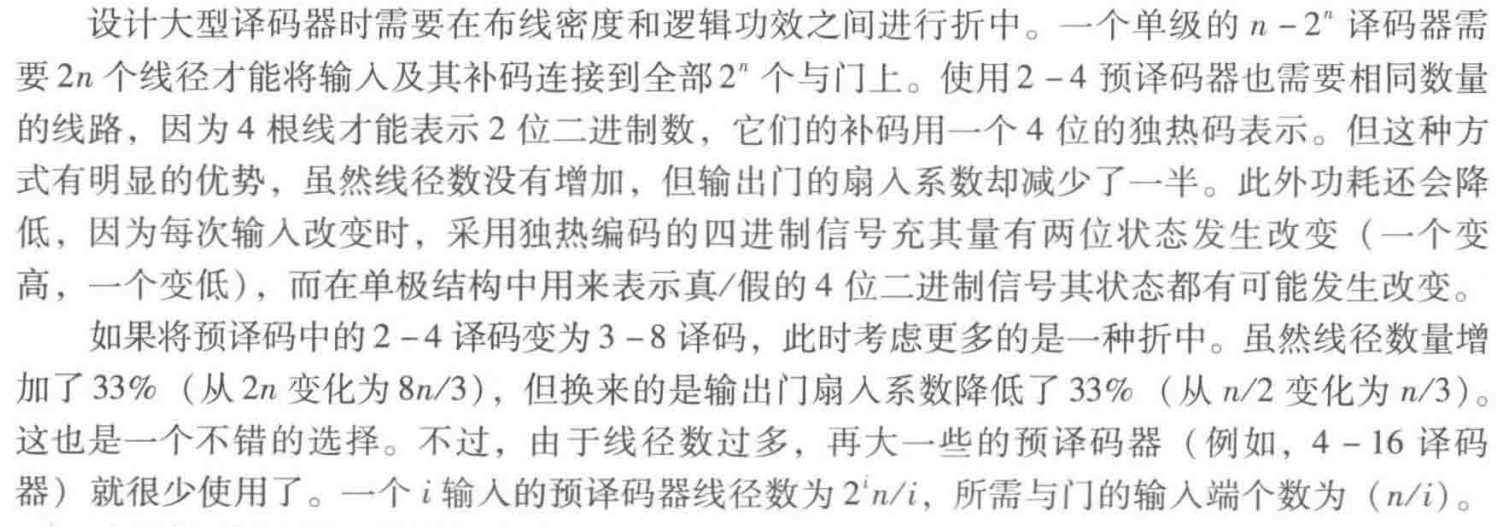 设计大型译码器时需要在布线密度和逻辑功效之间进行折中。一个单级的 n – 2ⁿ 译码器需
要 2n 个线径才能将输入及其补码连接到全部 2ⁿ 个与门上。使用 2 – 4 预译码器也需要相同数量
的线路，因为 4 根线才能表示 2 位二进制数，它们的补码用一个 4 位的独热码表示。但这种方
式有明显的优势，虽然线径数没有增加，但输出门的扇入系数却减少了一半。此外功耗还会降
低，因为每次输入改变时，采用独热编码的四进制信号充其量有两位状态发生改变（一个变
高，一个变低），而在单极结构中用来表示真/假的 4 位二进制信号其状态都有可能发生改变。
如果将预译码中的 2 – 4 译码变为 3 – 8 译码，此时考虑更多的是一种折中。虽然线径数量增
加了 33%（从 2n 变化为 8n/3），但换来的是输出门扇入系数降低了 33%（从 n/2 变化为 n/3）。
这也是一个不错的选择。不过，由于线径数过多，再大一些的预译码器（例如，4 – 16 译码
器）就很少使用了。一个 i 输入的预译码器线径数为 2ⁱn/i，所需与门的输入端个数为（n/i）。